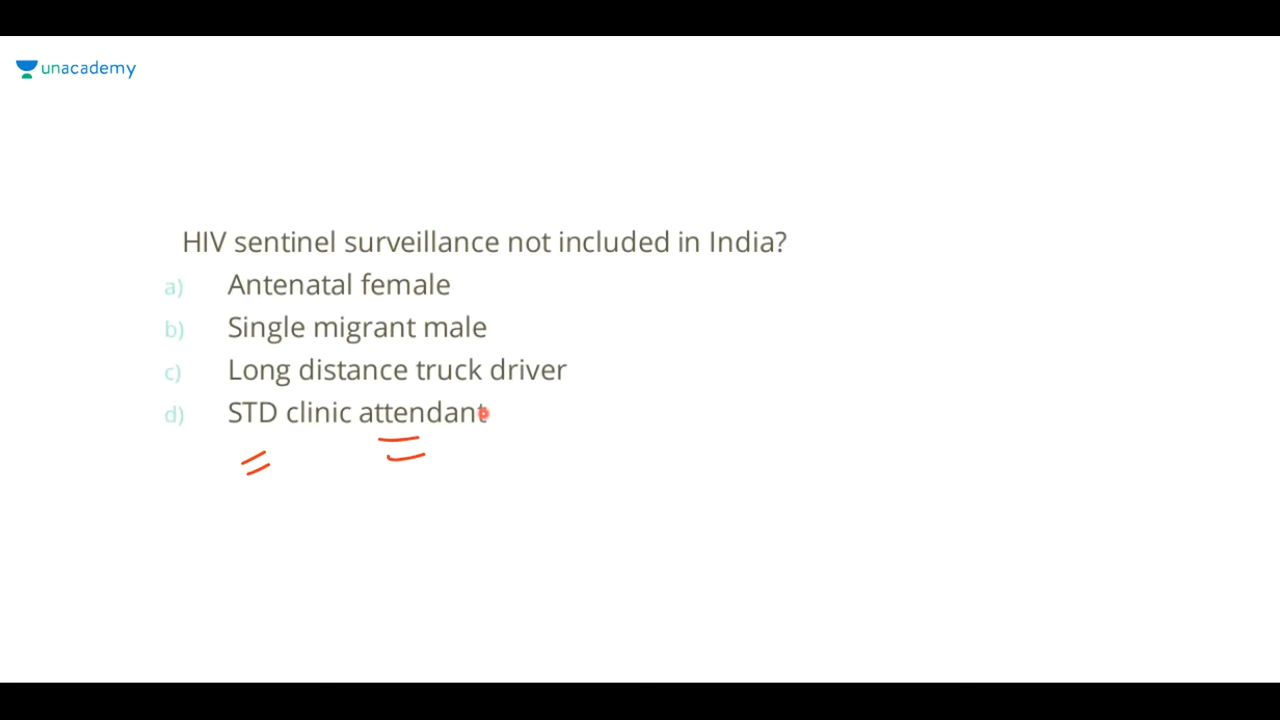 unacademy
HIV sentinel surveillance not included in India?
a) Antenatal female
b) Single migrant male
c) Long distance truck driver
d) STD clinic attendant